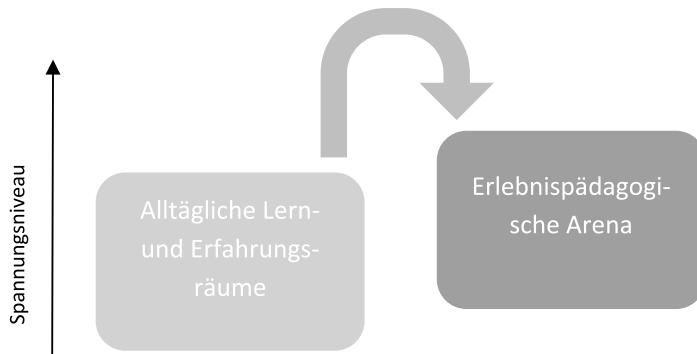 Spannungsniveau
Alltägliche Lern-
und Erfahrungs-
räume
Erlebnispädagogi-
sche Arena